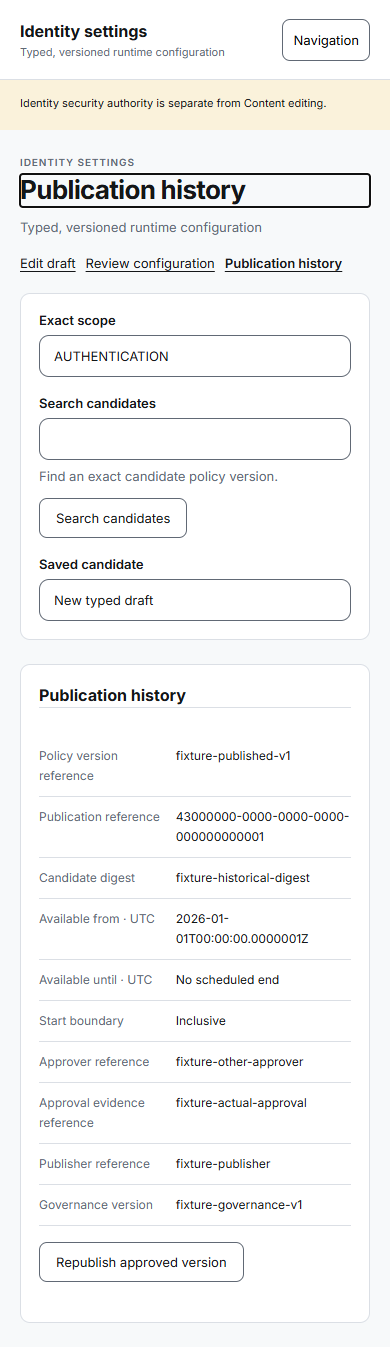 Identity settings
Typed, versioned runtime configuration
Navigation
Identity security authority is separate from Content editing.
IDENTITY SETTINGS
Publication history
Typed, versioned runtime configuration
Edit draft Review configuration Publication history
Exact scope
AUTHENTICATION
Search candidates
Find an exact candidate policy version.
Search candidates
Saved candidate
New typed draft
Publication history
Policy version reference
fixture-published-v1
Publication reference
43000000-0000-0000-0000-
000000000001
Candidate digest
fixture-historical-digest
Available from · UTC
2026-01-
01T00:00:00.0000001Z
Available until · UTC
No scheduled end
Start boundary
Inclusive
Approver reference
fixture-other-approver
Approval evidence
reference
fixture-actual-approval
Publisher reference
fixture-publisher
Governance version
fixture-governance-v1
Republish approved version